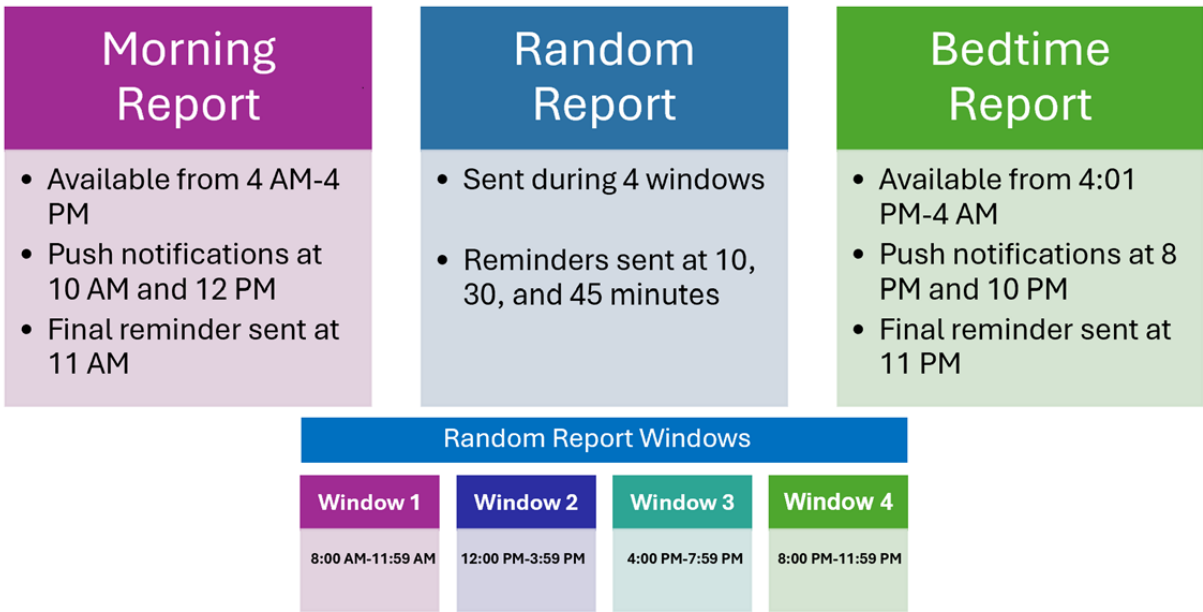 Morning
Report
• Available from 4 AM-4
PM
• Push notifications at
10 AM and 12 PM
• Final reminder sent at
11 AM
Random
Report
• Sent during 4 windows
• Reminders sent at 10,
30, and 45 minutes
Bedtime
Report
• Available from 4:01
PM-4 AM
• Push notifications at 8
PM and 10 PM
• Final reminder sent at
11 PM
Random Report Windows
Window 1
8:00 AM-11:59 AM
Window 2
12:00 PM-3:59 PM
Window 3
4:00 PM-7:59 PM
Window 4
8:00 PM-11:59 PM